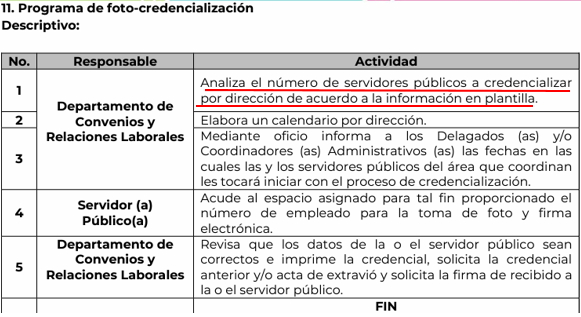 11. Programa de foto-credencialización
Descriptivo:
No. Responsable Actividad
1 Analiza el número de servidores públicos a credencializar
por dirección de acuerdo a la información en plantilla.
Departamento de
Convenios y
Relaciones Laborales
2 Elabora un calendario por dirección.
3 Mediante oficio informa a los Delagados (as) y/o
Coordinadores (as) Administrativos (as) las fechas en las
cuales las y los servidores públicos del área que coordinan
les tocará iniciar con el proceso de credencialización.
4 Servidor (a)
Público(a)
Acude al espacio asignado para tal fin proporcionado el
número de empleado para la toma de foto y firma
electrónica.
5 Departamento de
Convenios y
Relaciones Laborales
Revisa que los datos de la o el servidor público sean
correctos e imprime la credencial, solicita la credencial
anterior y/o acta de extravió y solicita la firma de recibido a
la o el servidor público.
FIN